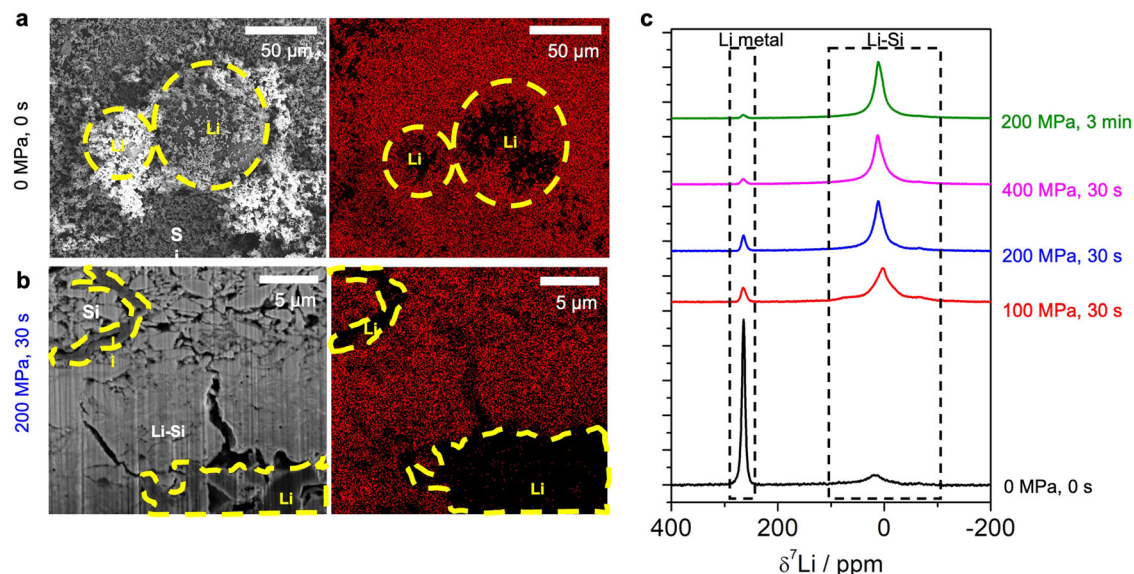 a
0 MPa, 0 s
50 µm
Li
Li
S
i
50 µm
Li
Li
b
200 MPa, 30 s
5 µm
Si
L
i
Li-Si
Li
5 µm
Li
Li
c
Li metal
Li-Si
200 MPa, 3 min
400 MPa, 30 s
200 MPa, 30 s
100 MPa, 30 s
0 MPa, 0 s
400
200
0
-200
δ⁷Li / ppm